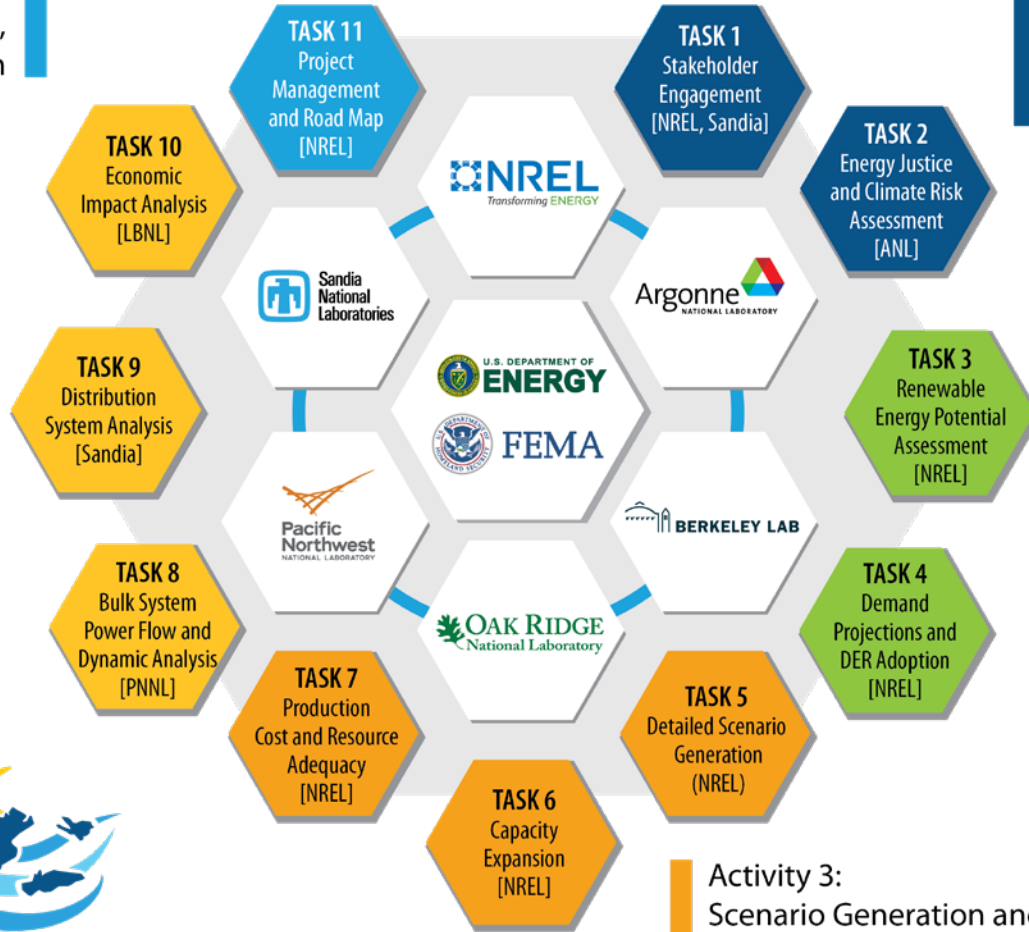 TASK 11
Project
Management
and Road Map
[NREL]
TASK 1
Stakeholder
Engagement
[NREL, Sandia]
TASK 10
Economic
Impact Analysis
[LBNL]
TASK 2
Energy Justice
and Climate Risk
Assessment
[ANL]
NREL
Transforming ENERGY
Sandia
National
Laboratories
Argonne
NATIONAL LABORATORY
U.S. DEPARTMENT OF
ENERGY
FEMA
TASK 9
Distribution
System Analysis
[Sandia]
TASK 3
Renewable
Energy Potential
Assessment
[NREL]
Pacific
Northwest
NATIONAL LABORATORY
BERKELEY LAB
TASK 8
Bulk System
Power Flow and
Dynamic Analysis
[PNNL]
TASK 4
Demand
Projections and
DER Adoption
[NREL]
OAK RIDGE
National Laboratory
TASK 7
Production
Cost and Resource
Adequacy
[NREL]
TASK 5
Detailed Scenario
Generation
(NREL)
TASK 6
Capacity
Expansion
[NREL]
Activity 3:
Scenario Generation and